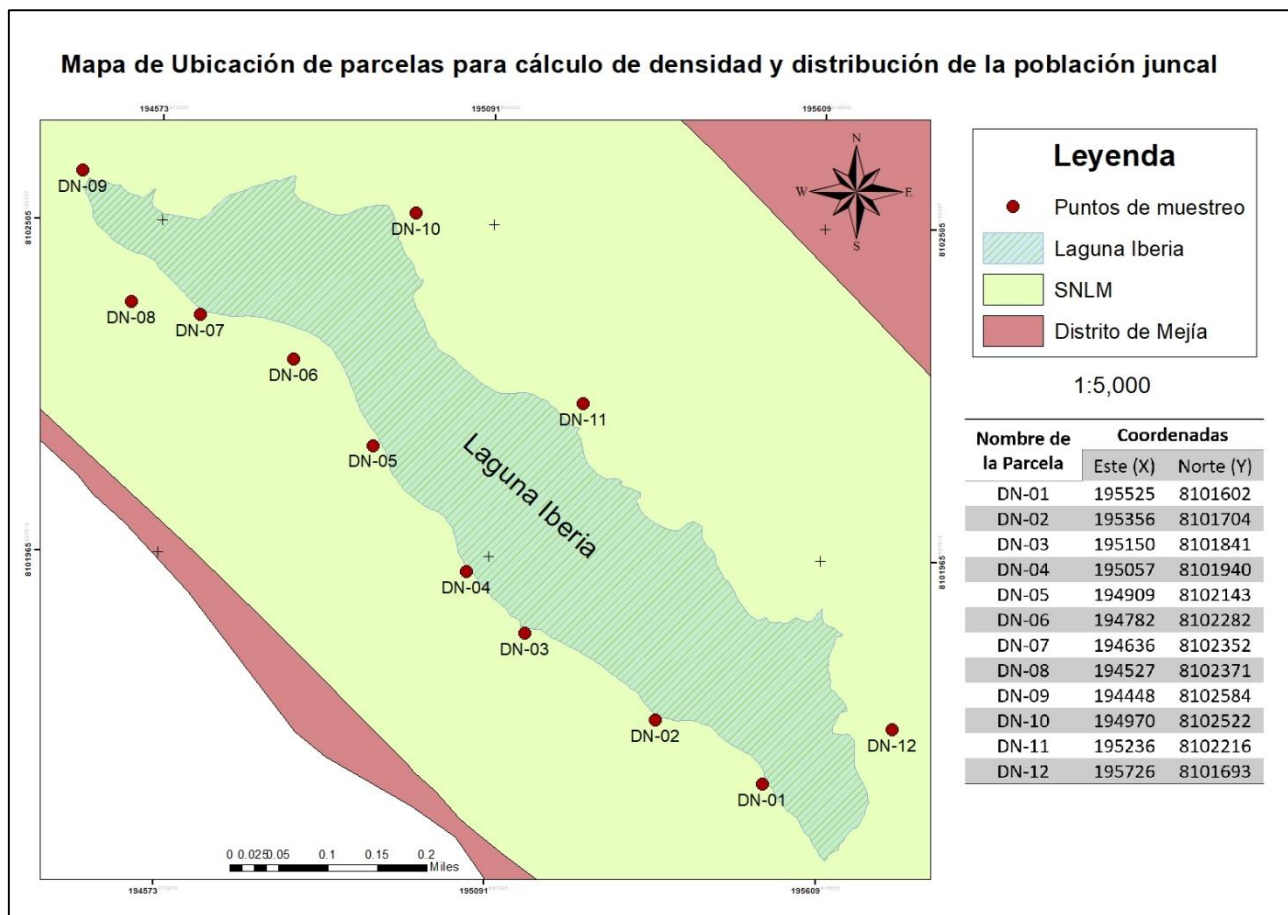 Mapa de Ubicación de parcelas para cálculo de densidad y distribución de la población juncal
194573
195091
195609
8102505
8101965
8102505
8101965
194573
195091
195609
N
W
E
S
DN-09
DN-10
DN-08
DN-07
DN-06
DN-11
DN-05
Laguna Iberia
DN-04
DN-03
DN-02
DN-12
DN-01
0 0.025 0.05 0.1 0.15 0.2
Miles
Leyenda
Puntos de muestreo
Laguna Iberia
SNLM
Distrito de Mejía
1:5,000
Nombre de la Parcela Coordenadas
Este (X) Norte (Y)
DN-01 195525 8101602
DN-02 195356 8101704
DN-03 195150 8101841
DN-04 195057 8101940
DN-05 194909 8102143
DN-06 194782 8102282
DN-07 194636 8102352
DN-08 194527 8102371
DN-09 194448 8102584
DN-10 194970 8102522
DN-11 195236 8102216
DN-12 195726 8101693